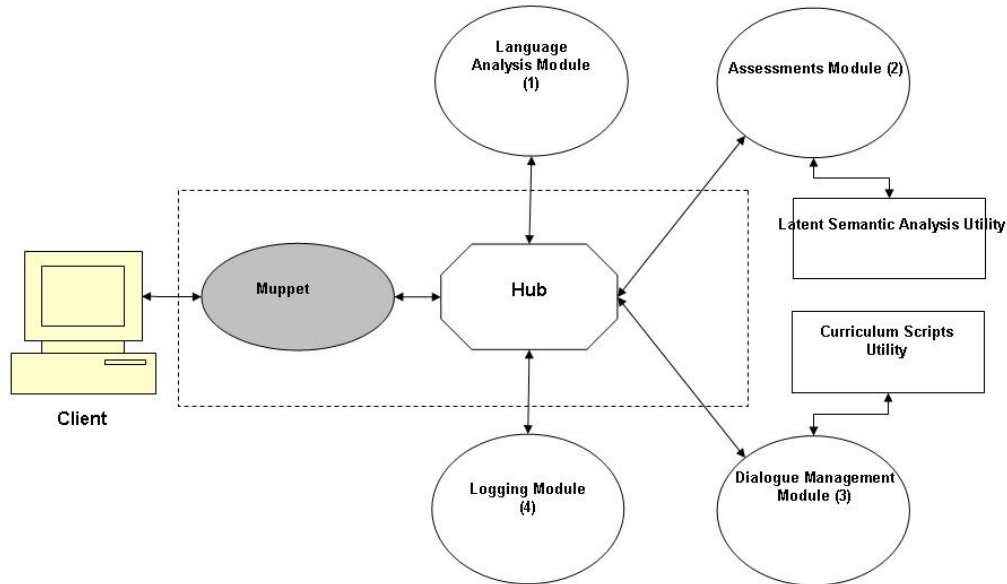 Language
Analysis Module
(1)
Assessments Module (2)
Latent Semantic Analysis Utility
Muppet
Hub
Curriculum Scripts
Utility
Client
Logging Module
(4)
Dialogue Management
Module (3)